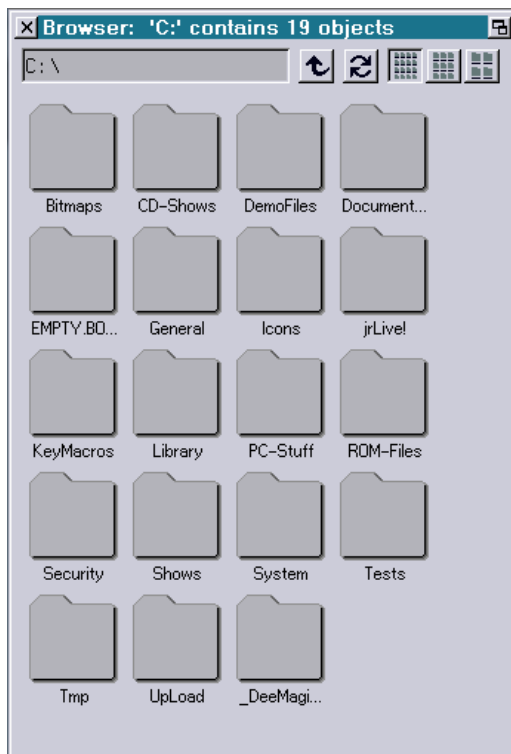 Browser: 'C:' contains 19 objects
C:\
Bitmaps CD-Shows DemoFiles Document...
EMPTY.BO... General Icons jrLive!
KeyMacros Library PC-Stuff ROM-Files
Security Shows System Tests
Tmp UpLoad _DeeMagi...